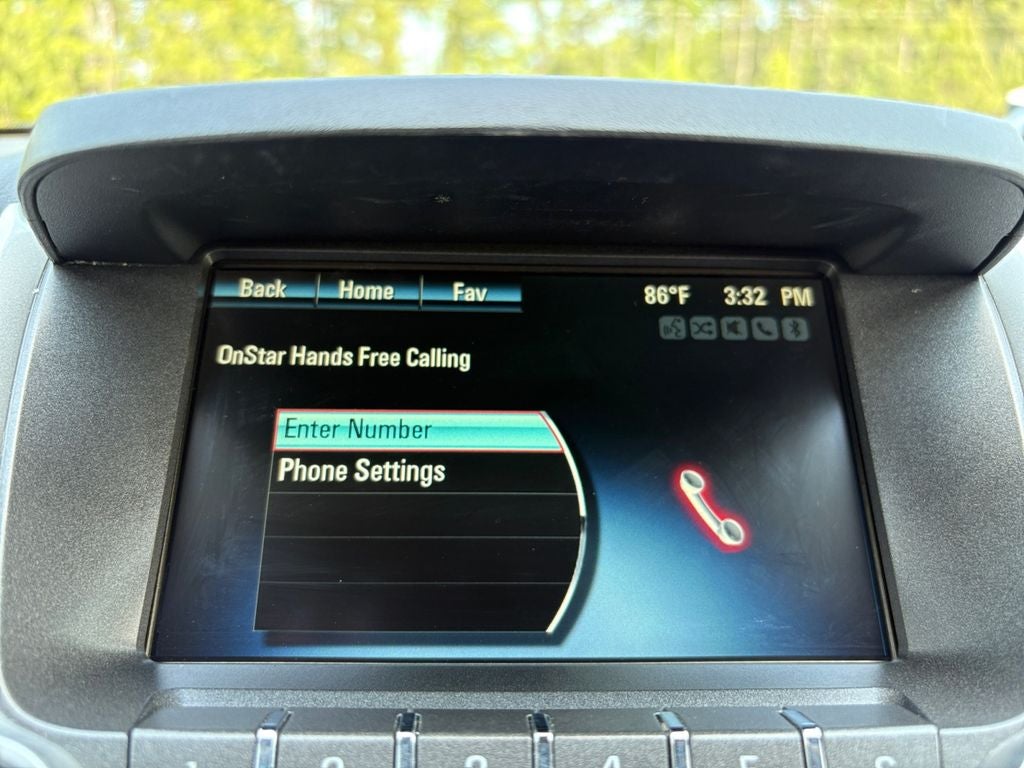 Back Home Fav 86°F 3:32 PM
OnStar Hands Free Calling
Enter Number
Phone Settings